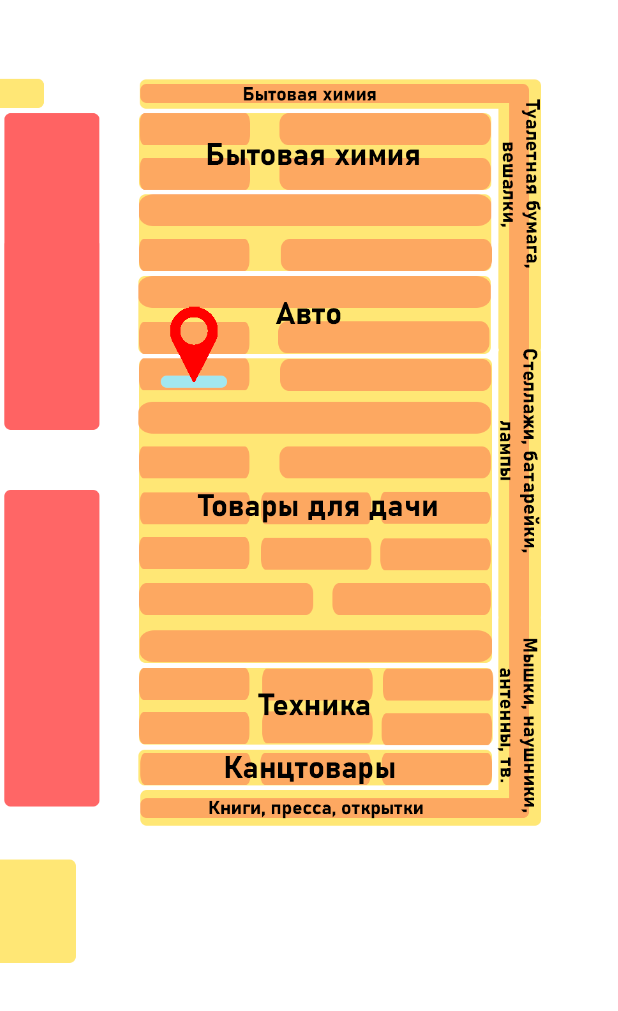 Бытовая химия
Бытовая химия
Туалетная бумага,
вешалки,
Авто
Стеллажи, батарейки,
лампы
Товары для дачи
Мышки, наушники,
антенны, тв.
Техника
Канцтовары
Книги, пресса, открытки